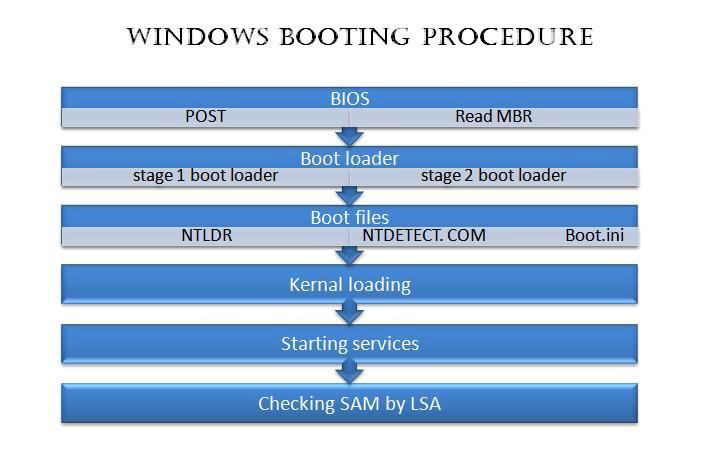 WINDOWS BOOTING PROCEDURE
BIOS
POST Read MBR
Boot loader
stage 1 boot loader stage 2 boot loader
Boot files
NTLDR NTDETECT. COM Boot.ini
Kernal loading
Starting services
Checking SAM by LSA